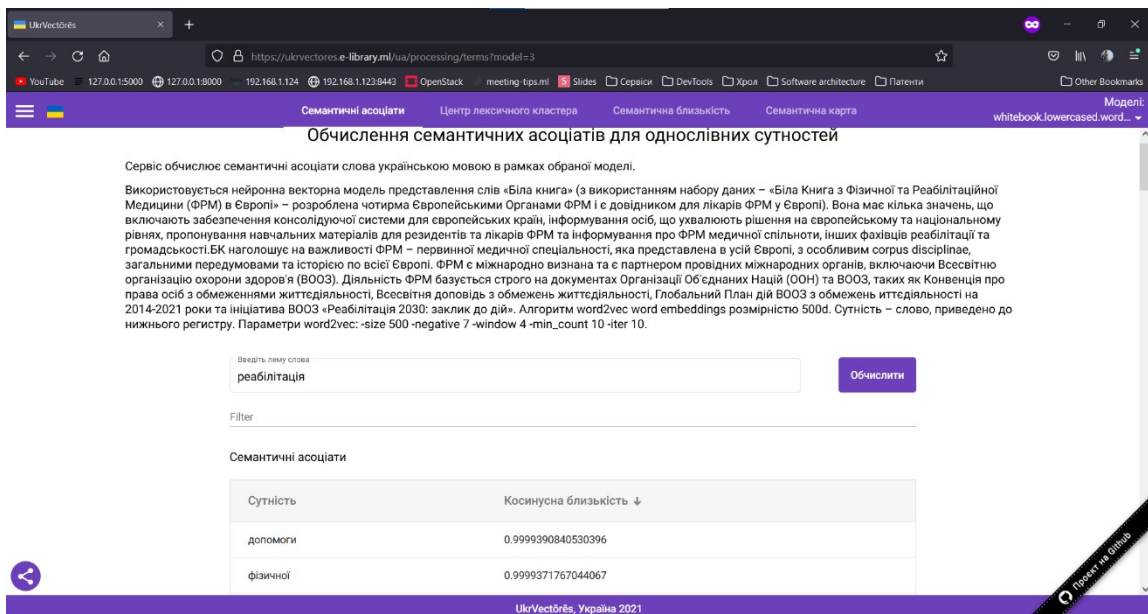 UkrVectōrēs
https://ukrvectores.e-library.ml/ua/processing/terms?model=3
YouTube 127.0.0.1:5000 127.0.0.1:8000 192.168.1.124 192.168.1.123:8443 OpenStack meeting-tips.ml Slides Сервіси DevTools Хрол Software architecture Патенти Other Bookmarks
Семантичні асоціати Центр лексичного кластера Семантична близькість Семантична карта Моделі:
whitebook.lowercased.word...
Обчислення семантичних асоціатів для однослівних сутностей
Сервіс обчислює семантичні асоціати слова українською мовою в рамках обраної моделі.
Використовується нейронна векторна модель представлення слів «Біла книга» (з використанням набору даних – «Біла Книга з Фізичної та Реабілітаційної
Медицини (ФРМ) в Європі» – розроблена чотирма Європейськими Органами ФРМ і є довідником для лікарів ФРМ у Європі). Вона має кілька значень, що
включають забезпечення консолідуючої системи для європейських країн, інформування осіб, що ухвалюють рішення на європейському та національному
рівнях, пропонування навчальних матеріалів для резидентів та лікарів ФРМ та інформування про ФРМ медичної спільноти, інших фахівців реабілітації та
громадськості.БК наголошує на важливості ФРМ – первинної медичної спеціальності, яка представлена в усій Європі, з особливим corpus disciplinae,
загальними передумовами та історією по всієї Європі. ФРМ є міжнародно визнана та є партнером провідних міжнародних органів, включаючи Всесвітню
організацію охорони здоров'я (ВООЗ). Діяльність ФРМ базується строго на документах Організації Об'єднаних Націй (ООН) та ВООЗ, таких як Конвенція про
права осіб з обмеженнями життєдіяльності, Всесвітня доповідь з обмежень життєдіяльності, Глобальний План дій ВООЗ з обмежень иттєдіяльності на
2014-2021 роки та ініціатива ВООЗ «Реабілітація 2030: заклик до дій». Алгоритм word2vec word embeddings розмірністю 500d. Сутність – слово, приведено до
нижнього регистру. Параметри word2vec: -size 500 -negative 7 -window 4 -min_count 10 -iter 10.
Введіть лему слова
реабілітація
Обчислити
Filter
Семантичні асоціати
Сутність Косинусна близькість
допомоги 0.9999390840530396
фізичної 0.9999371767044067
Проєкт на Github
UkrVectōrēs, Україна 2021